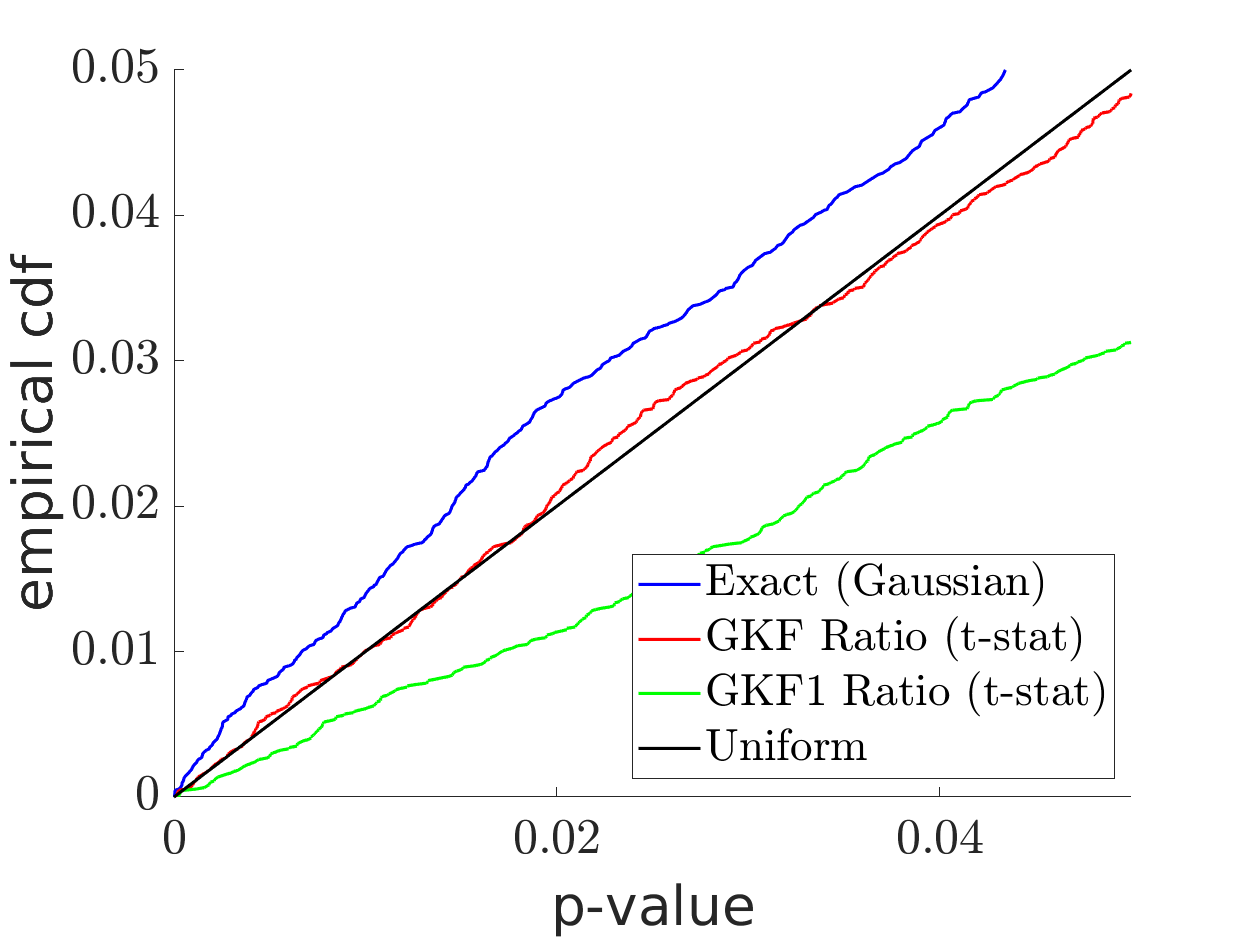 0.05
0.04
0.03
0.02
0.01
0
empirical cdf
Exact (Gaussian)
GKF Ratio (t-stat)
GKF1 Ratio (t-stat)
Uniform
0 0.02 0.04
p-value